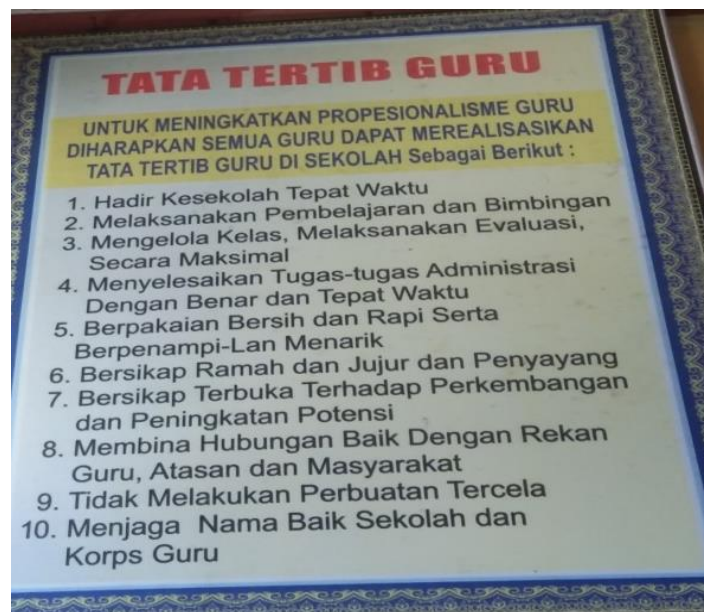 TATA TERTIB GURU
UNTUK MENINGKATKAN PROPESIONALISME GURU
DIHARAPKAN SEMUA GURU DAPAT MEREALISASIKAN
TATA TERTIB GURU DI SEKOLAH Sebagai Berikut :
1. Hadir Kesekolah Tepat Waktu
2. Melaksanakan Pembelajaran dan Bimbingan
3. Mengelola Kelas, Melaksanakan Evaluasi,
Secara Maksimal
4. Menyelesaikan Tugas-tugas Administrasi
Dengan Benar dan Tepat Waktu
5. Berpakaian Bersih dan Rapi Serta
Berpenampi-Lan Menarik
6. Bersikap Ramah dan Jujur dan Penyayang
7. Bersikap Terbuka Terhadap Perkembangan
dan Peningkatan Potensi
8. Membina Hubungan Baik Dengan Rekan
Guru, Atasan dan Masyarakat
9. Tidak Melakukan Perbuatan Tercela
10. Menjaga Nama Baik Sekolah dan
Korps Guru